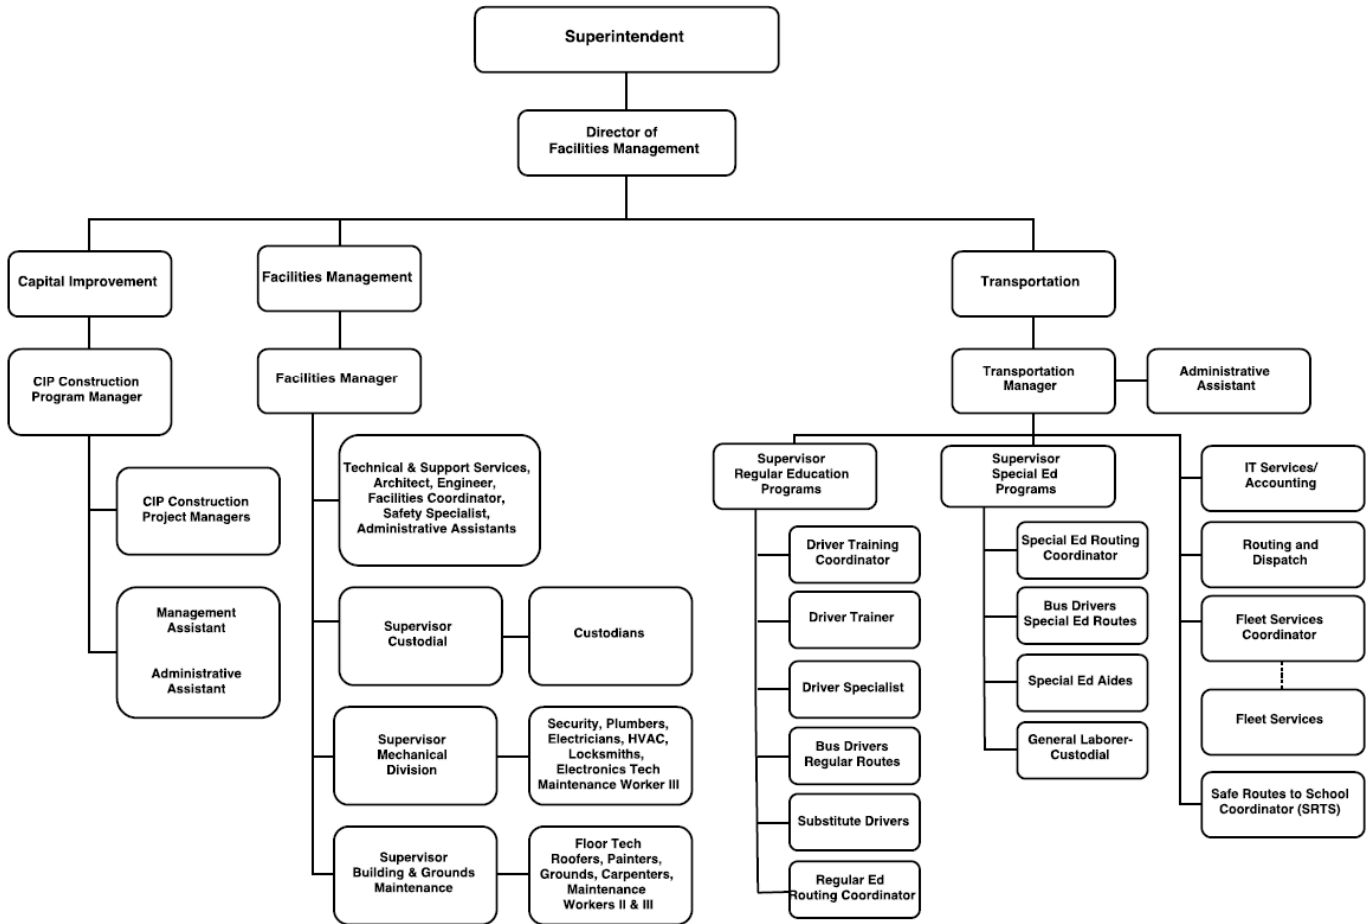 Superintendent
Director of
Facilities Management
Capital Improvement
Facilities Management
Transportation
CIP Construction
Program Manager
Facilities Manager
Transportation
Manager
Administrative
Assistant
CIP Construction
Project Managers
Management
Assistant
Administrative
Assistant
Technical & Support Services,
Architect, Engineer,
Facilities Coordinator,
Safety Specialist,
Administrative Assistants
Supervisor
Custodial
Custodians
Supervisor
Mechanical
Division
Security, Plumbers,
Electricians, HVAC,
Locksmiths,
Electronics Tech
Maintenance Worker III
Supervisor
Building & Grounds
Maintenance
Floor Tech
Roofers, Painters,
Grounds, Carpenters,
Maintenance
Workers II & III
Supervisor
Regular Education
Programs
Driver Training
Coordinator
Driver Trainer
Driver Specialist
Bus Drivers
Regular Routes
Substitute Drivers
Regular Ed
Routing Coordinator
Supervisor
Special Ed
Programs
Special Ed Routing
Coordinator
Bus Drivers
Special Ed Routes
Special Ed Aides
General Laborer-
Custodial
IT Services/
Accounting
Routing and
Dispatch
Fleet Services
Coordinator
Fleet Services
Safe Routes to School
Coordinator (SRTS)